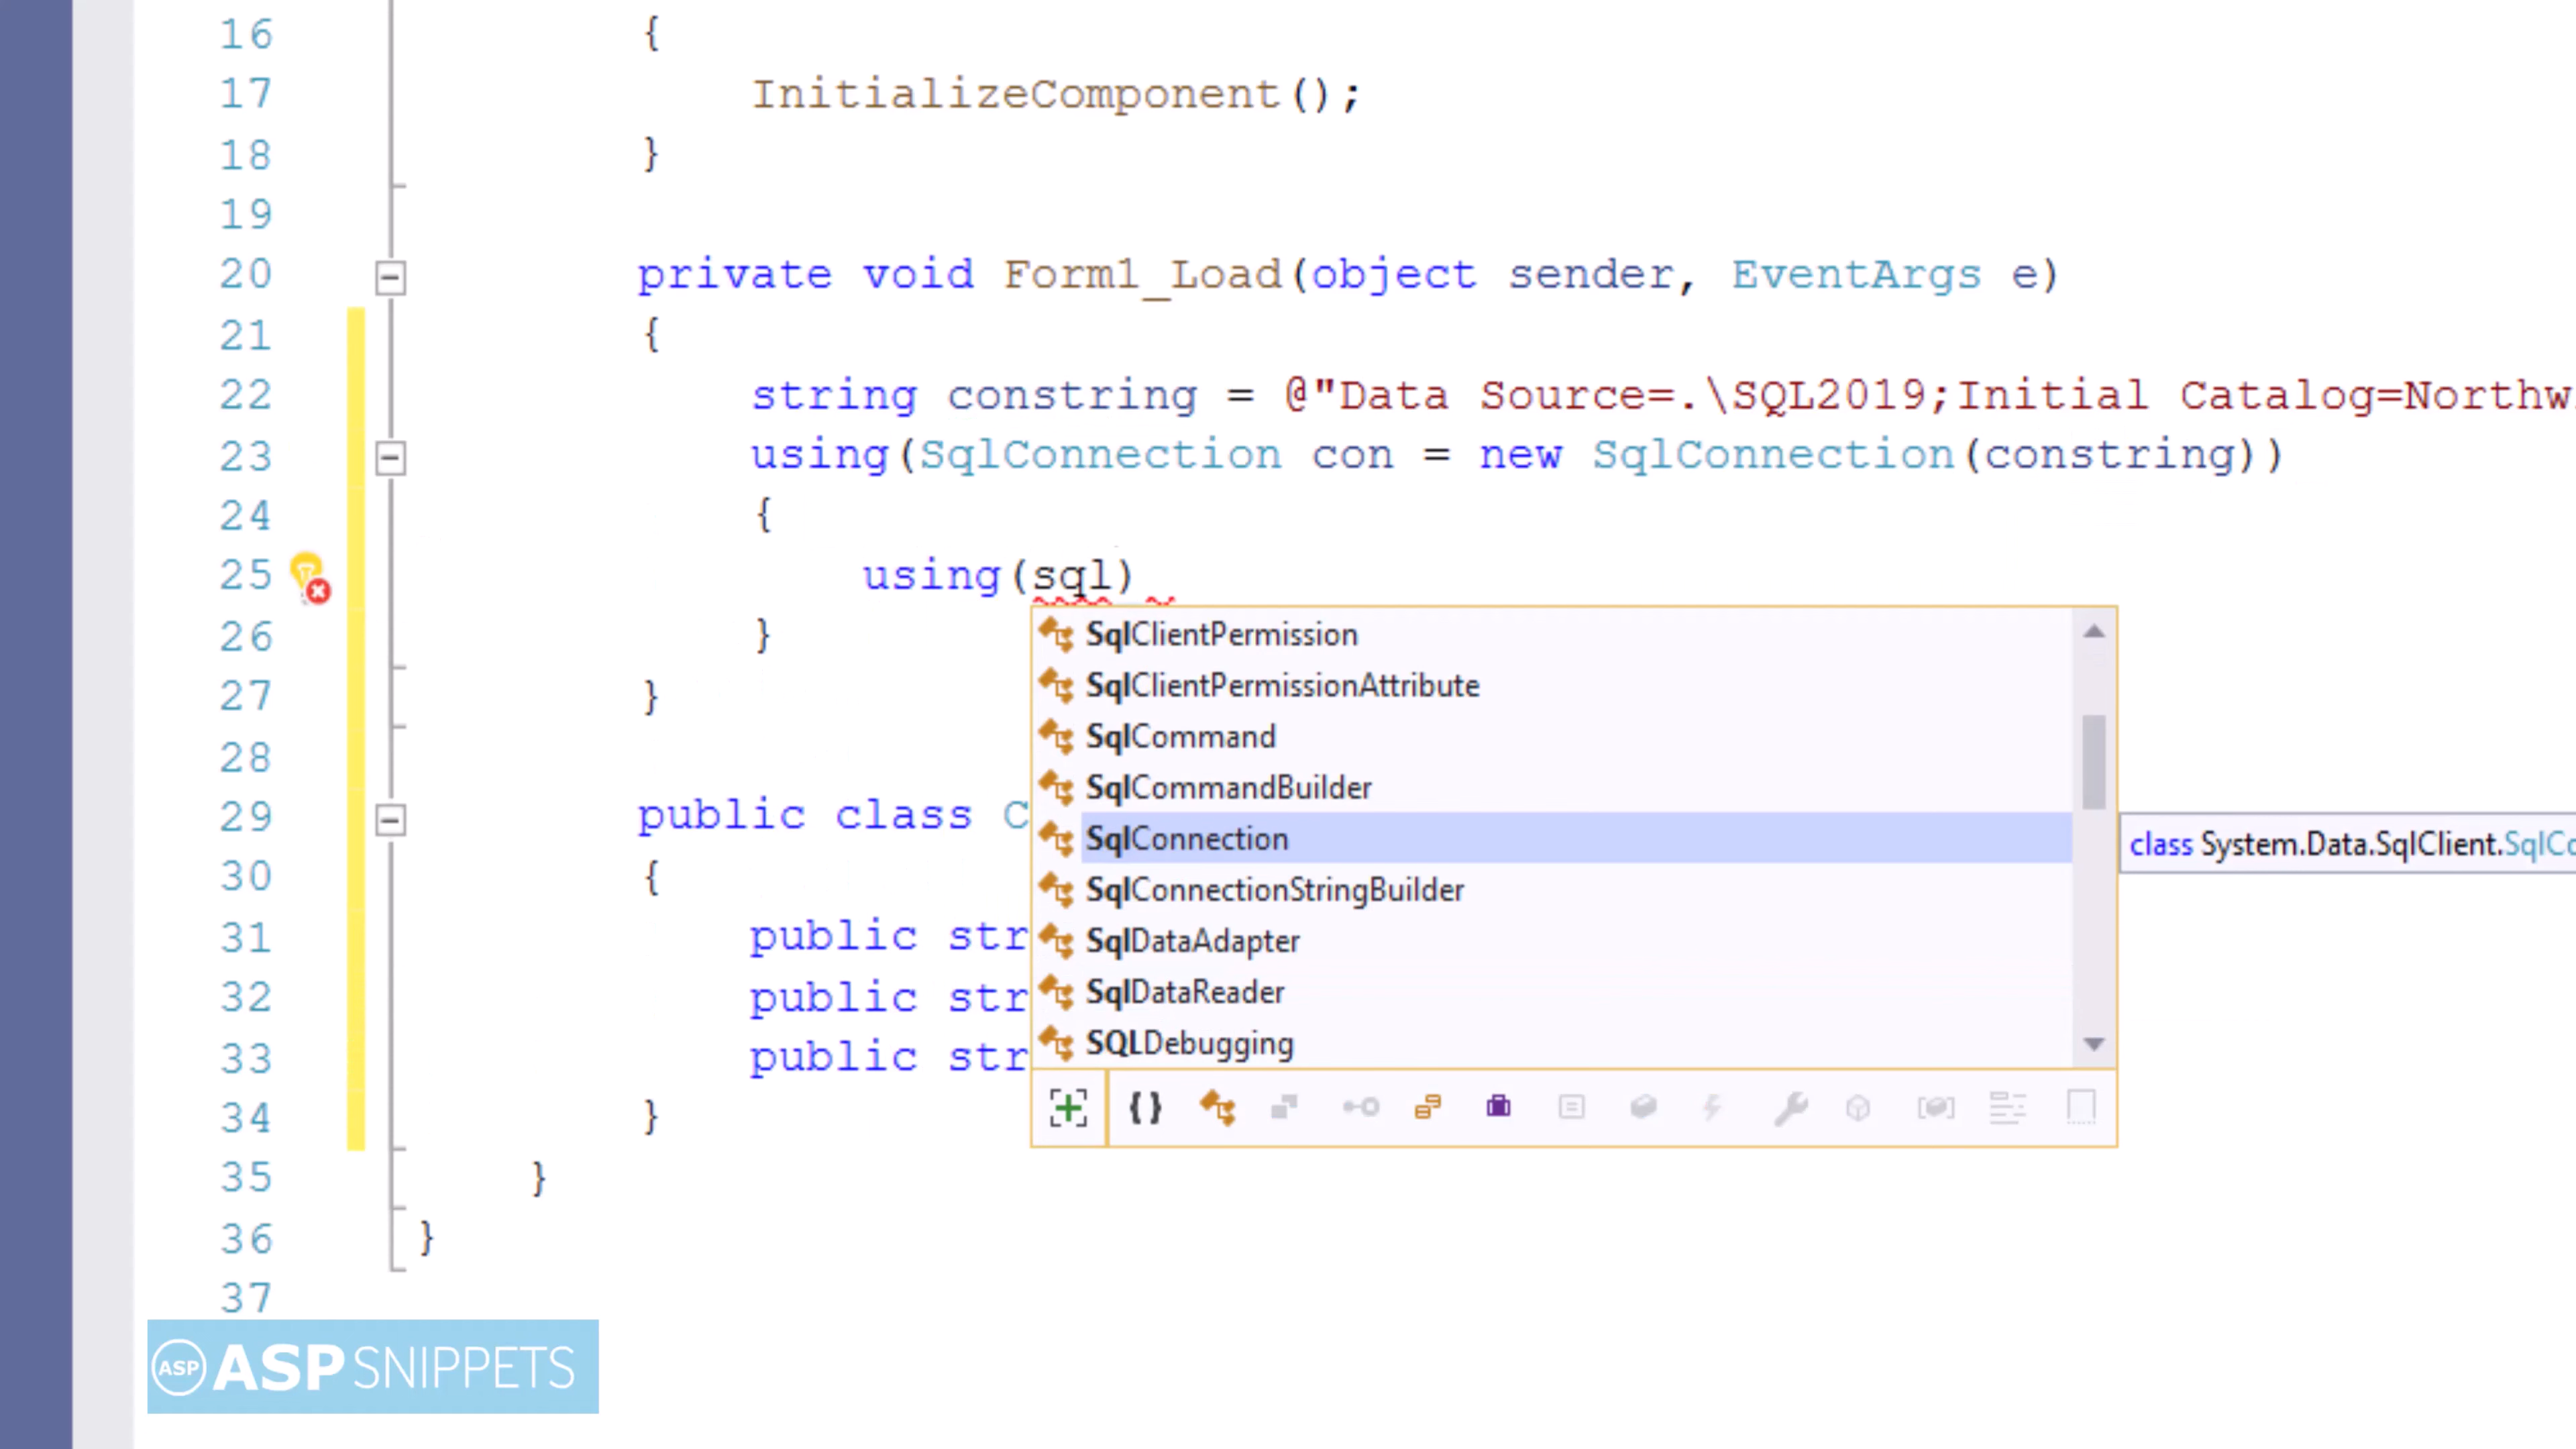 16 {
17 InitializeComponent();
18 }
19
20 private void Form1_Load(object sender, EventArgs e)
21 {
22 string constring = @"Data Source=.\SQL2019;Initial Catalog=Northw
23 using(SqlConnection con = new SqlConnection(constring))
24 {
25 using(sql)
26 }
27 }
28
29 public class C
30 {
31 public str
32 public str
33 public str
34 }
35 }
36 }
37
SqlClientPermission
SqlClientPermissionAttribute
SqlCommand
SqlCommandBuilder
SqlConnection
SqlConnectionStringBuilder
SqlDataAdapter
SqlDataReader
SQLDebugging
class System.Data.SqlClient.SqlCo
ASP ASPSNIPPETS